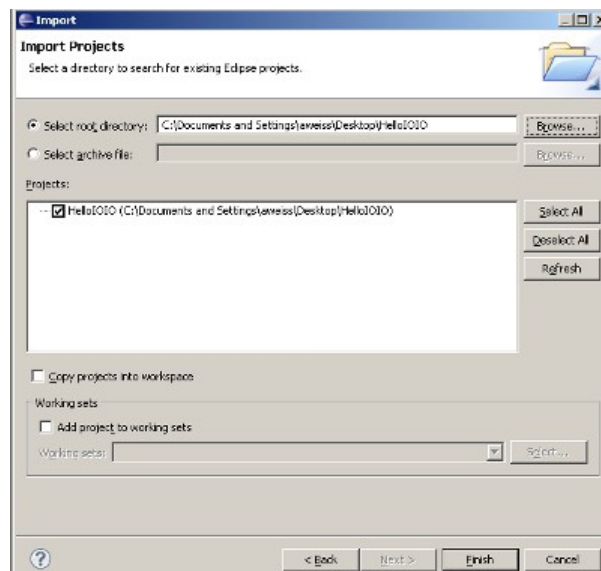 Import
Import Projects
Select a directory to search for existing Eclipse projects.
Select root directory: C:\Documents and Settings\aweiss\Desktop\HelloIOIO Browse...
Select archive file: Browse...
Projects:
HelloIOIO (C:\Documents and Settings\aweiss\Desktop\HelloIOIO)
Select All
Deselect All
Refresh
Copy projects into workspace
Working sets
Add project to working sets
Working sets: Select...
? < Back Next > Finish Cancel